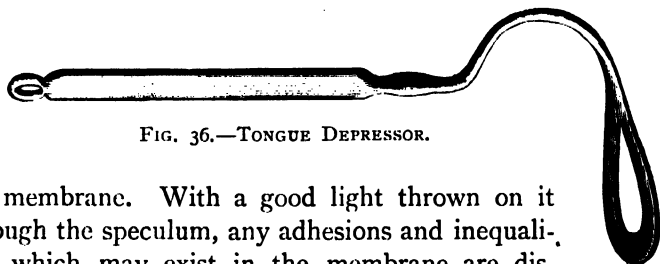 FIG. 36.—TONGUE DEPRESSOR.
membrane. With a good light thrown on it
ough the speculum, any adhesions and inequali-
which may exist in the membrane are dis-